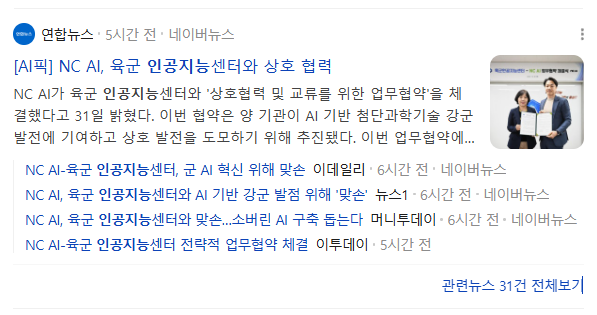 연합뉴스 · 5시간 전 · 네이버뉴스
[AI픽] NC AI, 육군 인공지능센터와 상호 협력
NC AI가 육군 인공지능센터와 '상호협력 및 교류를 위한 업무협약'을 체
결했다고 31일 밝혔다. 이번 협약은 양 기관이 AI 기반 첨단과학기술 강군
발전에 기여하고 상호 발전을 도모하기 위해 추진됐다. 이번 업무협약에...
NC AI-육군 인공지능센터, 군 AI 혁신 위해 맞손 이데일리 · 6시간 전 · 네이버뉴스
NC AI, 육군 인공지능센터와 AI 기반 강군 발점 위해 '맞손' 뉴스1 · 6시간 전 · 네이버뉴스
NC AI, 육군 인공지능센터와 맞손...소버린 AI 구축 돕는다 머니투데이 · 6시간 전 · 네이버뉴스
NC AI-육군 인공지능센터 전략적 업무협약 체결 이투데이 · 5시간 전
관련뉴스 31건 전체보기